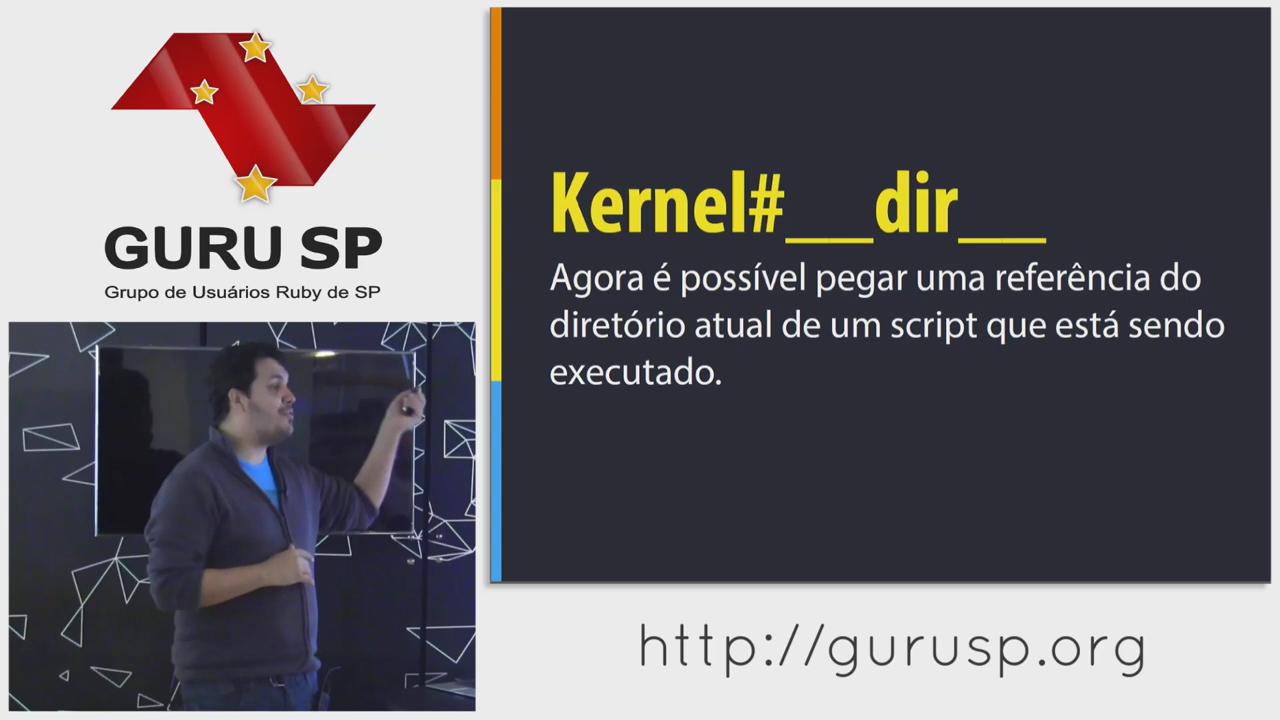 GURU SP
Grupo de Usuários Ruby de SP
Kernel#__dir__
Agora é possível pegar uma referência do
diretório atual de um script que está sendo
executado.
http://gurusp.org